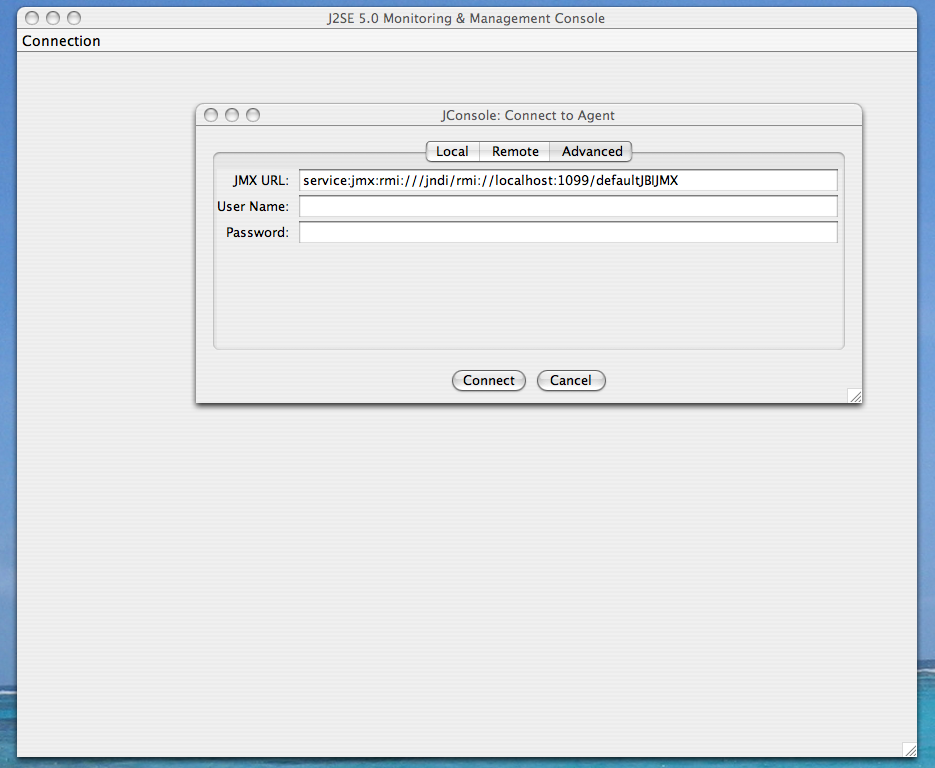 J2SE 5.0 Monitoring & Management Console
Connection
JConsole: Connect to Agent
Local Remote Advanced
JMX URL: service:jmx:rmi:///jndi/rmi://localhost:1099/defaultJBIJMX
User Name:
Password:
Connect Cancel